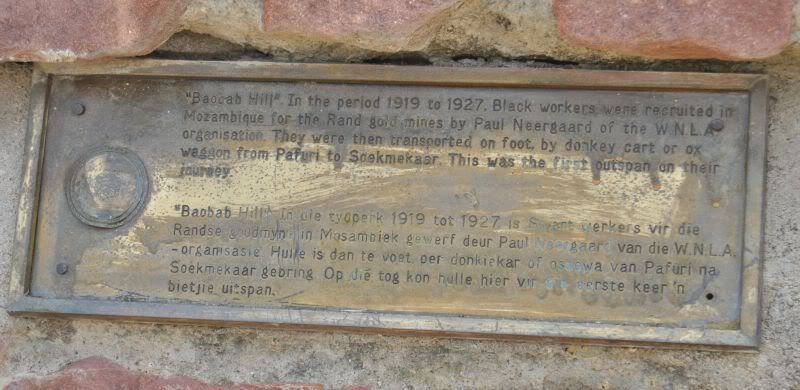 "Baobab Hill". In the period 1919 to 1927. Black workers were recruited in
Mozambique for the Rand gold mines by Paul Neergaard of the W.N.L.A.
organisation. They were then transported on foot, by donkey cart or ox
waggon from Pafuri to Soekmekaar. This was the first outspan on their
journey.
"Baobab Hill" in die tydperk 1919 tot 1927 is Swart werkers vir die
Randse goudmyne in Mosambiek gewerf deur Paul Neergaard van die W.N.L.A.
-organisasie. Hulle is dan te voet, per donkiekar of ossewa van Pafuri na
Soekmekaar gebring. Op die tog kon hulle hier vir die eerste keer 'n
bietjie uitspan.